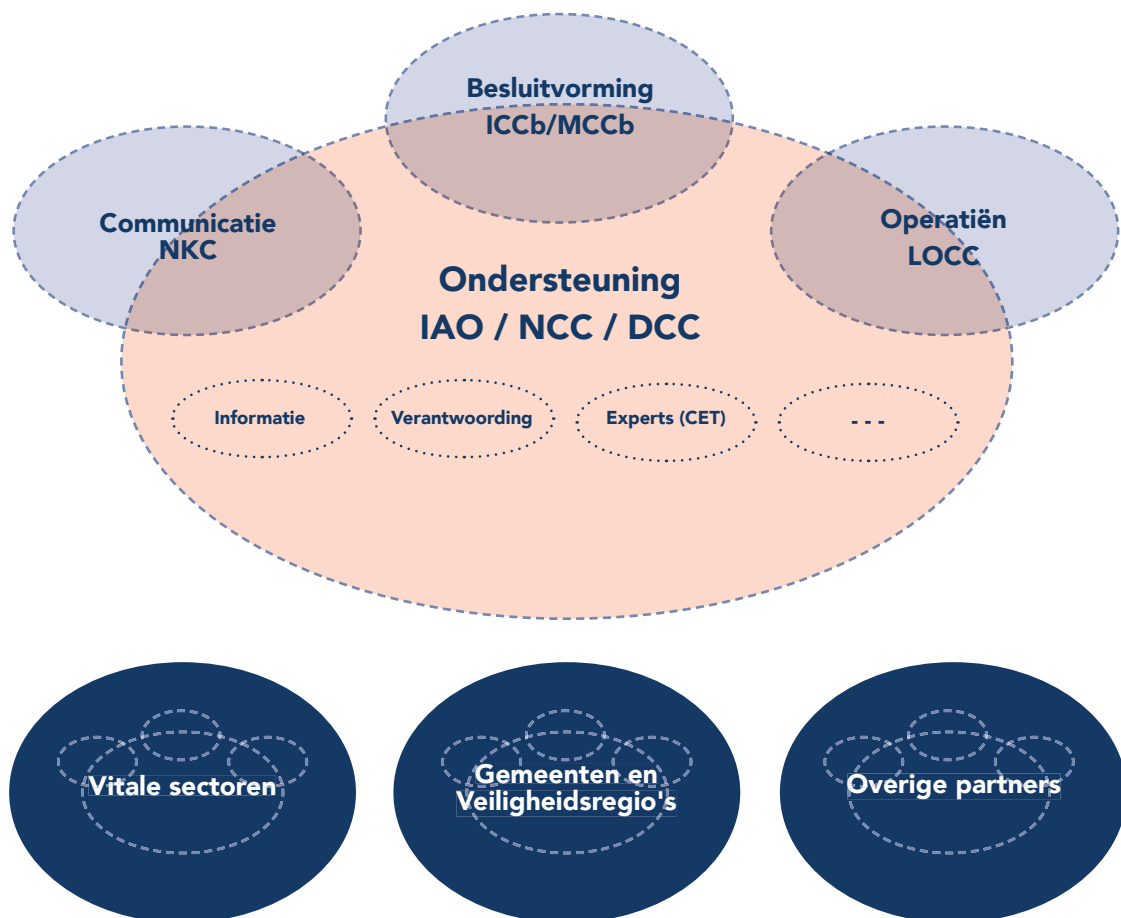 Besluitvorming
ICCb/MCCb
Communicatie
NKC
Operatiën
LOCC
Ondersteuning
IAO / NCC / DCC
Informatie
Verantwoording
Experts (CET)
- - -
Vitale sectoren
Gemeenten en
Veiligheidsregio's
Overige partners